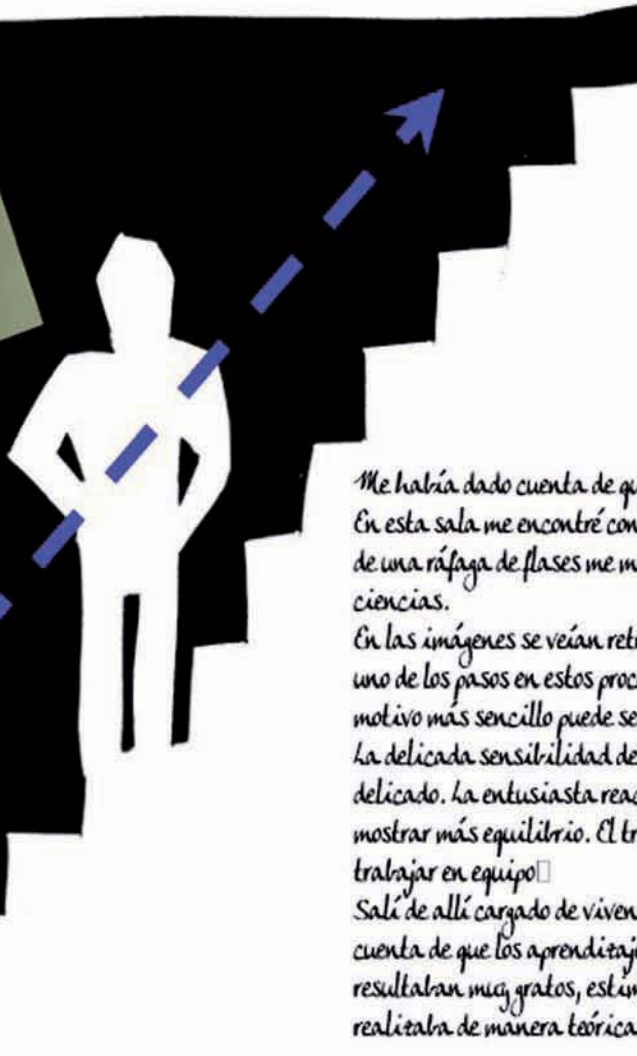 Me había dado cuenta de qu
En esta sala me encontré con
de una ráfaga de flases me m
ciencias.
En las imágenes se veían retr
uno de los pasos en estos proc
motivo más sencillo puede se
La delicada sensibilidad de
delicado. La entusiasta reac
mostrar más equilibrio. El tr
trabajar en equipo□
Salí de allí cargado de viven
cuenta de que los aprendizaj
resultaban muy gratos, estim
realizaba de manera teórica